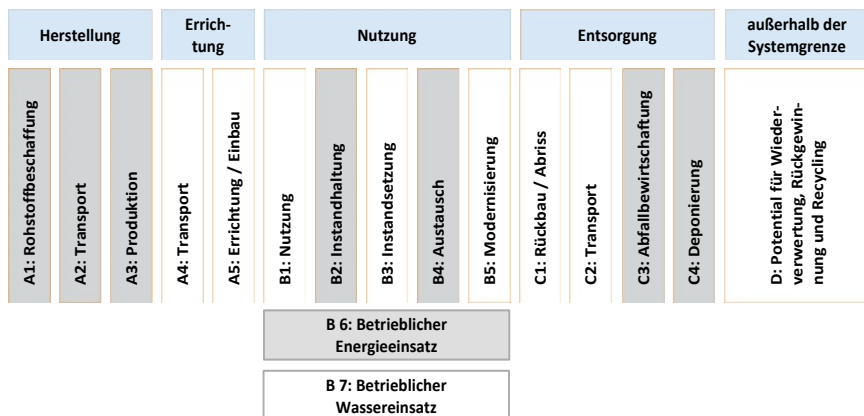 Herstellung
Errich-
tung
Nutzung
Entsorgung
außerhalb der
Systemgrenze
A1: Rohstoffbeschaffung
A2: Transport
A3: Produktion
A4: Transport
A5: Errichtung / Einbau
B1: Nutzung
B2: Instandhaltung
B3: Instandsetzung
B4: Austausch
B5: Modernisierung
C1: Rückbau / Abriss
C2: Transport
C3: Abfallbewirtschaftung
C4: Deponierung
D: Potential für Wieder-
verwertung, Rückgewin-
nung und Recycling
B 6: Betrieblicher
Energieeinsatz
B 7: Betrieblicher
Wassereinsatz